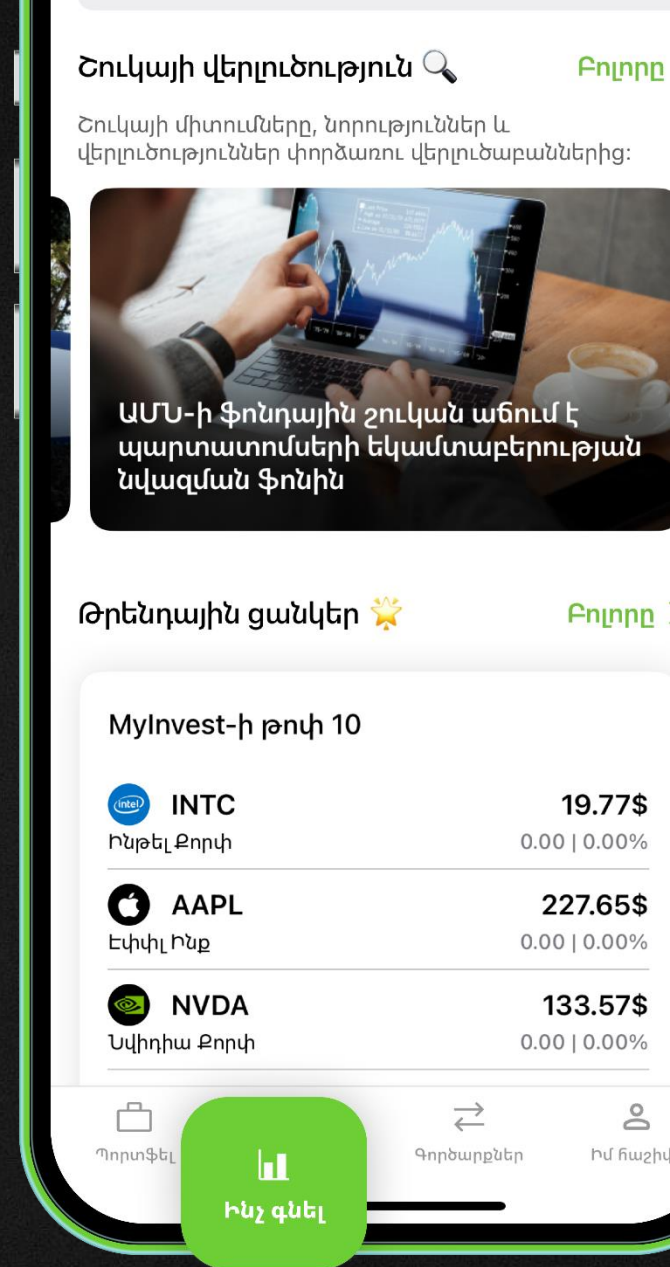 Շուկայի վերլուծություն 🔍
Բոլորը
Շուկայի միտումները, նորություններ և
վերլուծություններ փորձառու վերլուծաբաններից:
ԱՄՆ-ի ֆոնդային շուկան աճում է
պարտատոմսերի եկամտաբերության
նվազման ֆոնին
Թրենդային ցանկեր 🌟
Բոլորը
MyInvest-ի թոփ 10
intel INTC 19.77$
Ինթել Քորփ 0.00 | 0.00%
AAPL 227.65$
Էփփլ Ինք 0.00 | 0.00%
NVDA 133.57$
Նվիդիա Քորփ 0.00 | 0.00%
Պորտֆել
Ինչ գնել
Գործարքներ
Իմ հաշիվ